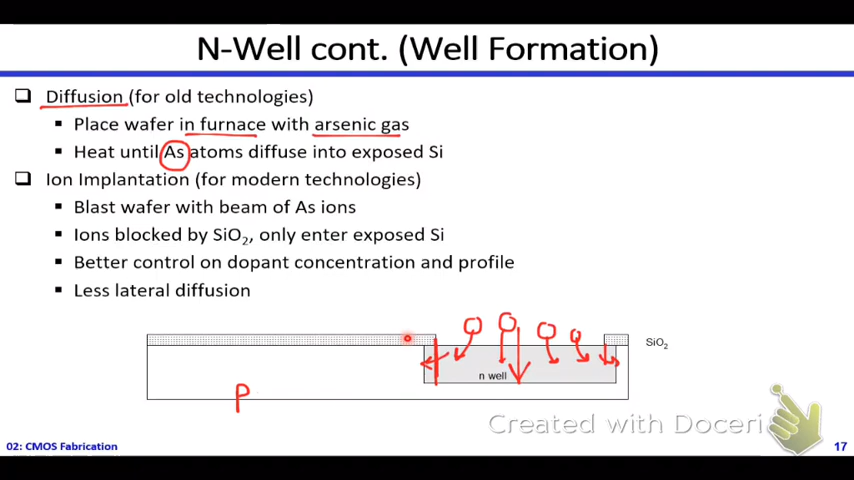 N-Well cont. (Well Formation)
Diffusion (for old technologies)
Place wafer in furnace with arsenic gas
Heat until As atoms diffuse into exposed Si
Ion Implantation (for modern technologies)
Blast wafer with beam of As ions
Ions blocked by SiO₂, only enter exposed Si
Better control on dopant concentration and profile
Less lateral diffusion
SiO₂
n well
P
Created with Doceri
02: CMOS Fabrication
17